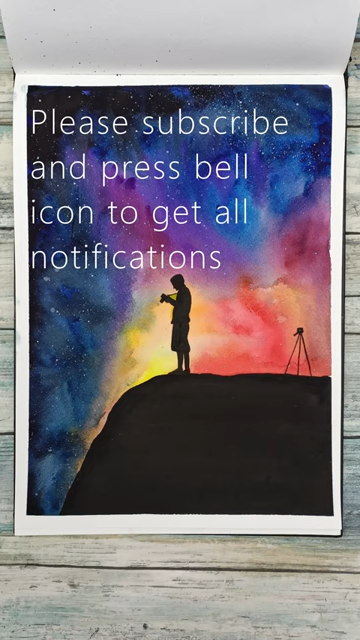 Please subscribe
and press bell
icon to get all
notifications